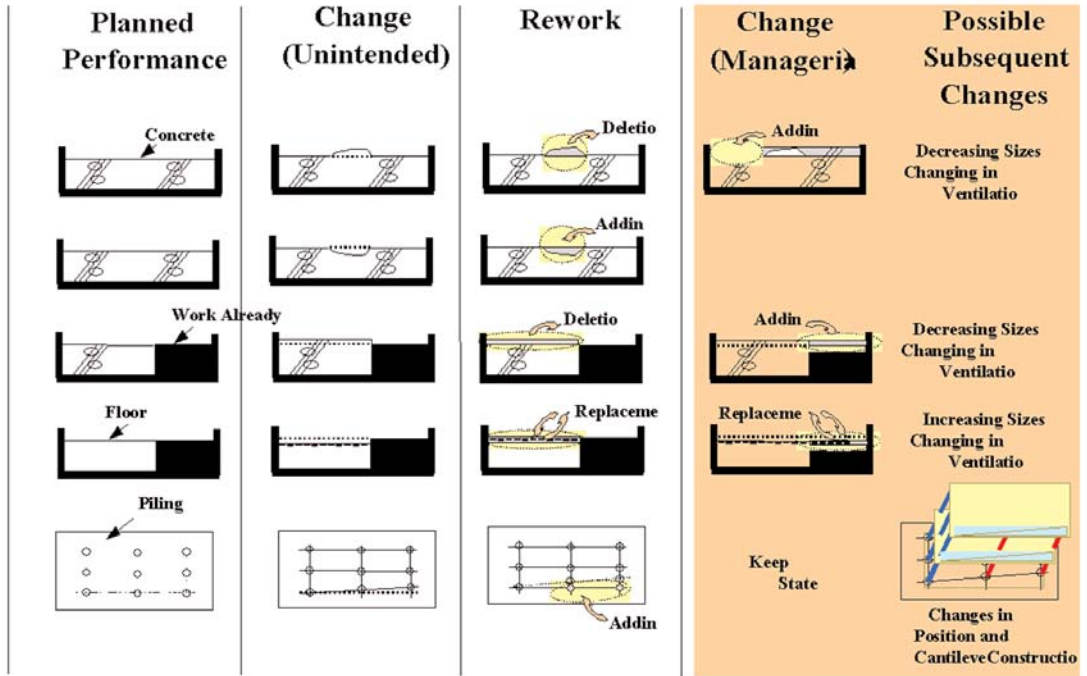 Planned
Performance
Change
(Unintended)
Rework
Change
(Manageria
Possible
Subsequent
Changes
Concrete
Deletio
Addin
Decreasing Sizes
Changing in
Ventilatio
Addin
Work Already
Deletio
Addin
Decreasing Sizes
Changing in
Ventilatio
Floor
Replaceme
Replaceme
Increasing Sizes
Changing in
Ventilatio
Piling
Addin
Keep
State
Changes in
Position and
CantileveConstructio